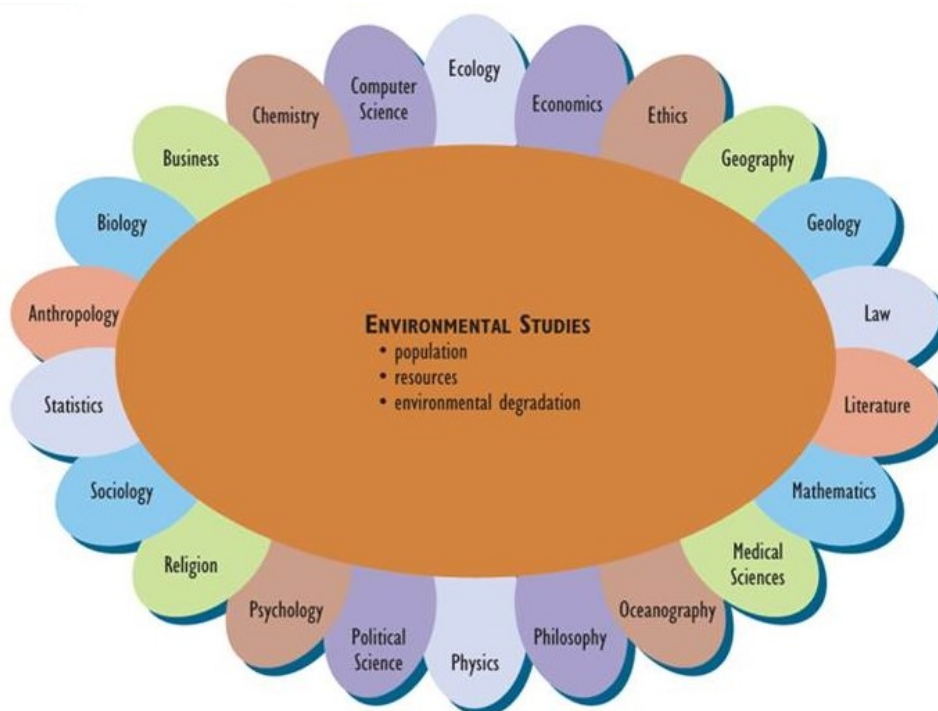 Ecology
Economics
Ethics
Geography
Geology
Law
Literature
Mathematics
Medical
Sciences
Oceanography
Philosophy
Physics
Political
Science
Psychology
Religion
Sociology
Statistics
Anthropology
Biology
Business
Chemistry
Computer
Science
ENVIRONMENTAL STUDIES
• population
• resources
• environmental degradation